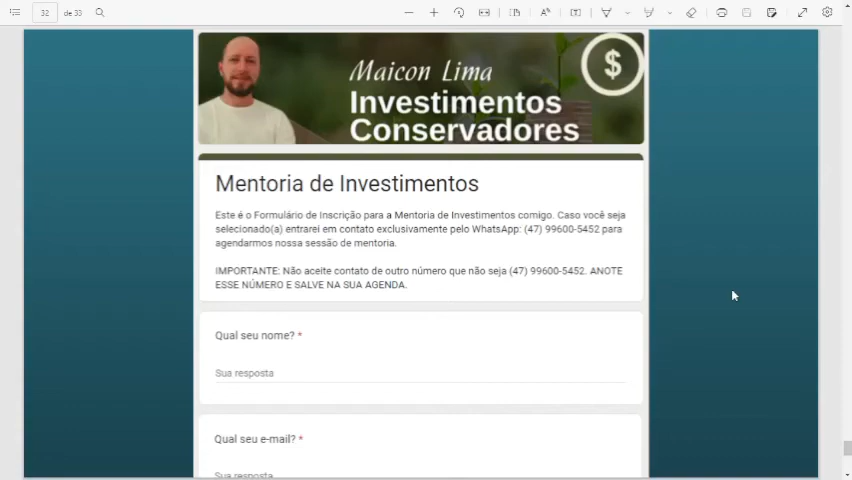 32 de 33
Maicon Lima
Investimentos
Conservadores
$
Mentoria de Investimentos
Este é o Formulário de Inscrição para a Mentoria de Investimentos comigo. Caso você seja
selecionado(a) entrarei em contato exclusivamente pelo WhatsApp: (47) 99600-5452 para
agendarmos nossa sessão de mentoria.
IMPORTANTE: Não aceite contato de outro número que não seja (47) 99600-5452. ANOTE
ESSE NÚMERO E SALVE NA SUA AGENDA.
Qual seu nome? *
Sua resposta
Qual seu e-mail? *
Sua resposta